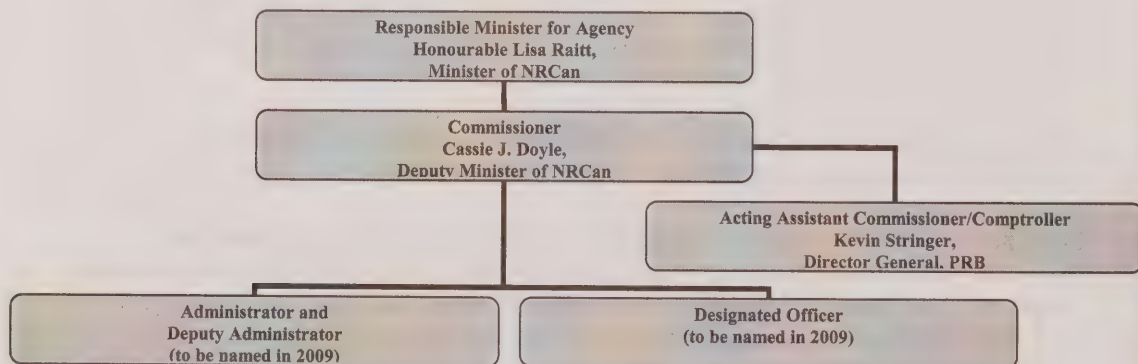 Responsible Minister for Agency
Honourable Lisa Raitt,
Minister of NRCan
Commissioner
Cassie J. Doyle,
Deputy Minister of NRCan
Acting Assistant Commissioner/Comptroller
Kevin Stringer,
Director General, PRB
Administrator and
Deputy Administrator
(to be named in 2009)
Designated Officer
(to be named in 2009)